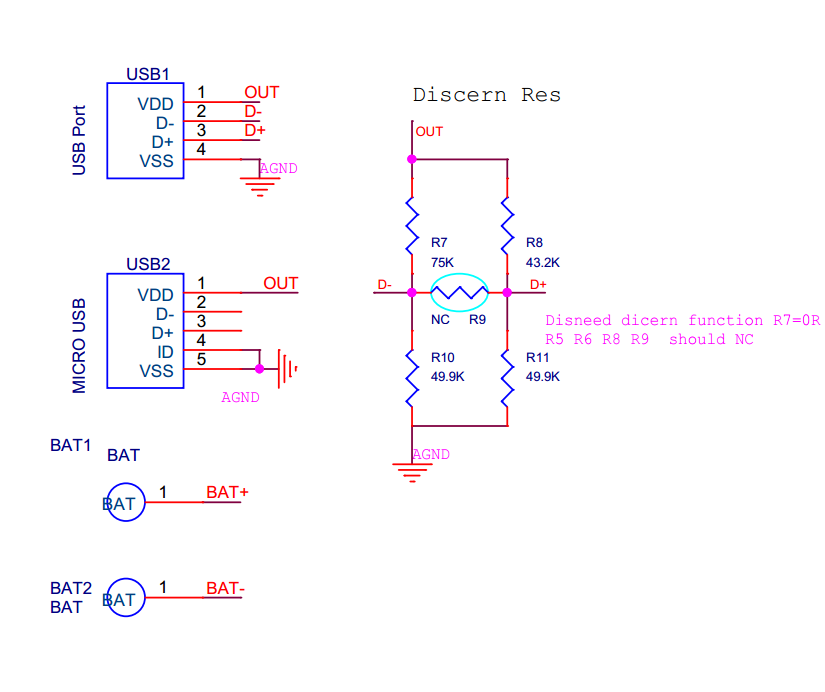 USB1
USB Port
VDD
D-
D+
VSS
1
2
3
4
OUT
D-
D+
AGND
USB2
MICRO USB
VDD
D-
D+
ID
VSS
1
2
3
4
5
OUT
AGND
BAT1
BAT
BAT
1
BAT+
BAT2
BAT
BAT
1
BAT-
Discern Res
OUT
R7
75K
R8
43.2K
D-
D+
NC R9
R10
49.9K
R11
49.9K
AGND
Disneed dicern function R7=0R
R5 R6 R8 R9 should NC